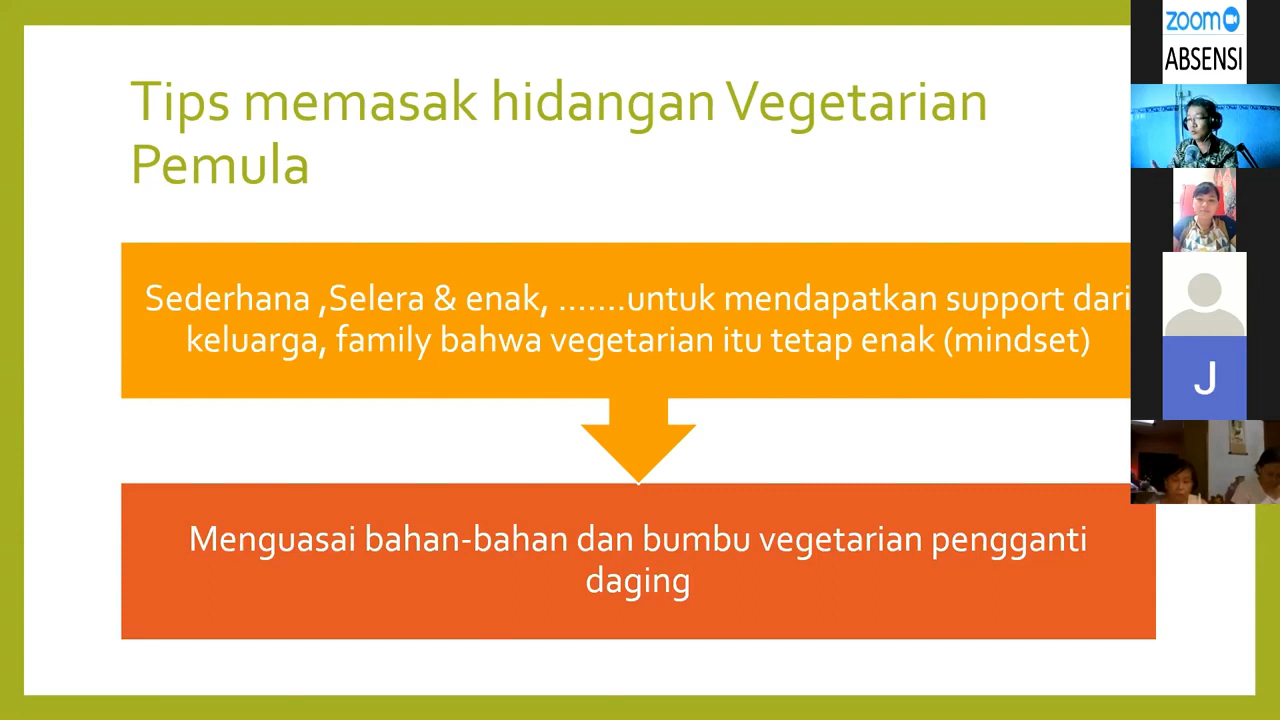 Tips memasak hidangan Vegetarian
Pemula
Sederhana ,Selera & enak, .......untuk mendapatkan support dari
keluarga, family bahwa vegetarian itu tetap enak (mindset)
Menguasai bahan-bahan dan bumbu vegetarian pengganti
daging
zoom
ABSENSI
J